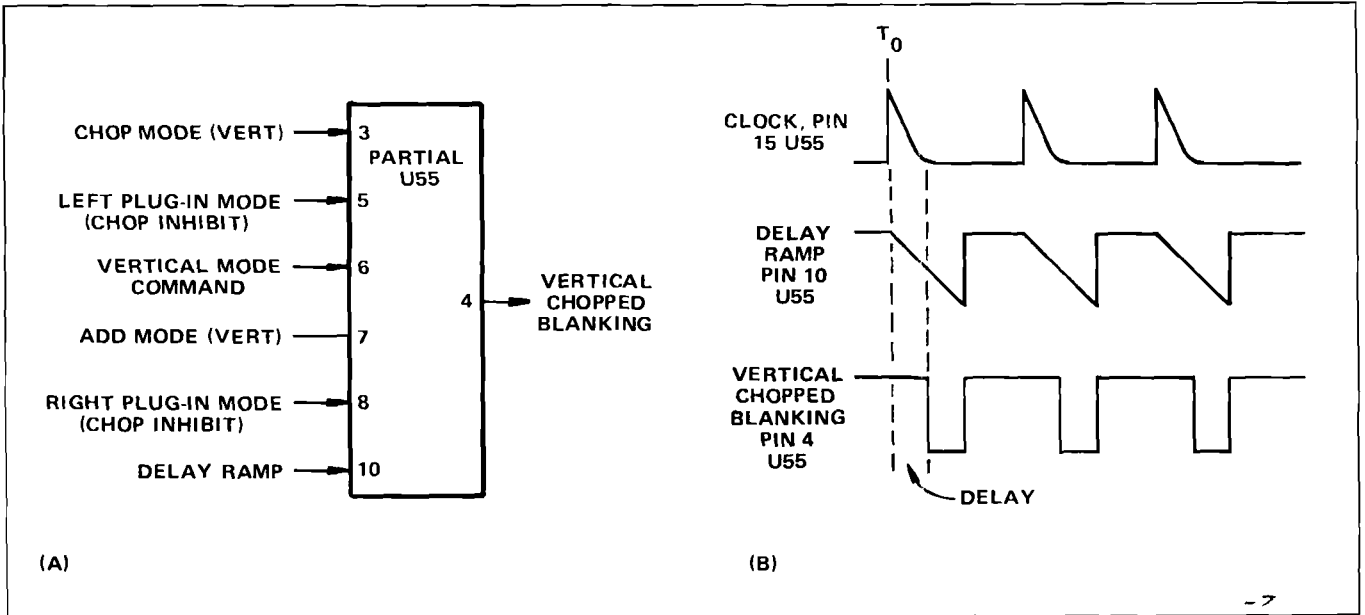 CHOP MODE (VERT)
3
PARTIAL
U55
LEFT PLUG-IN MODE
(CHOP INHIBIT)
5
VERTICAL MODE
COMMAND
6
4
VERTICAL
CHOPPED
BLANKING
ADD MODE (VERT)
7
RIGHT PLUG-IN MODE
(CHOP INHIBIT)
8
DELAY RAMP
10
(A)
T0
CLOCK, PIN
15 U55
DELAY
RAMP
PIN 10
U55
VERTICAL
CHOPPED
BLANKING
PIN 4
U55
DELAY
(B)